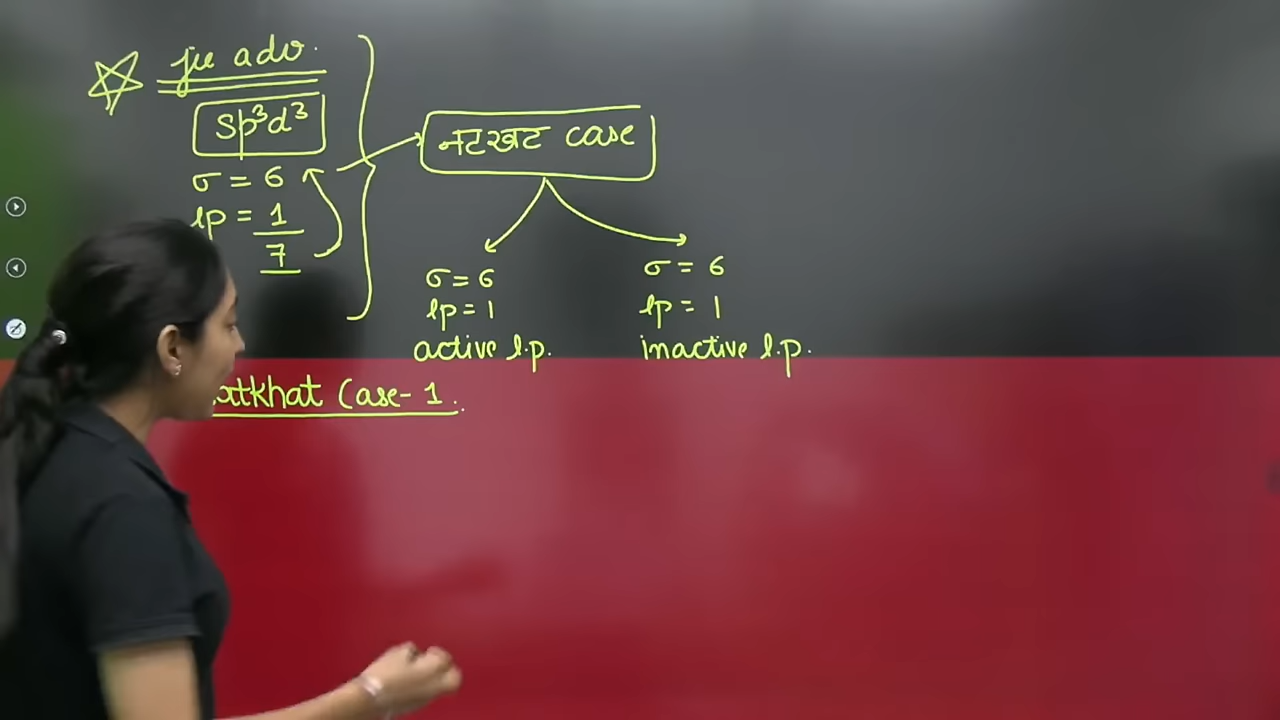 jee adv.
sp³d³
σ = 6
lp = 1
7
नटखट case
σ = 6
lp = 1
active l.p.
σ = 6
lp = 1
inactive l.p.
Case-1.